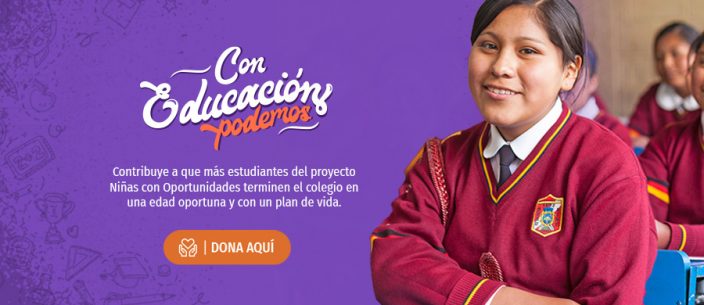 Con
Educación
podemos
Contribuye a que más estudiantes del proyecto
Niñas con Oportunidades terminen el colegio en
una edad oportuna y con un plan de vida.
| DONA AQUÍ